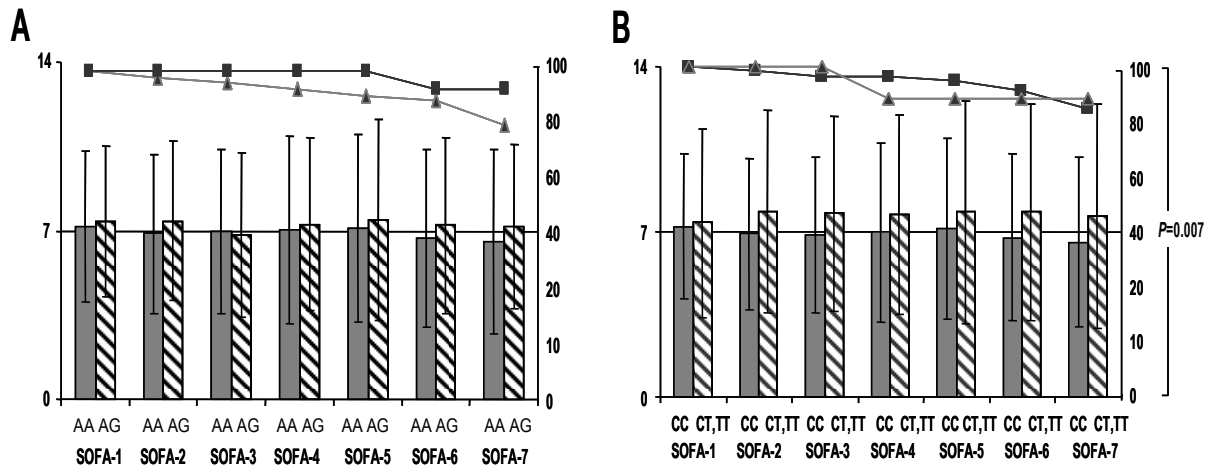 A
14
7
0
100
80
60
40
20
0
AA AG AA AG AA AG AA AG AA AG AA AG AA AG
SOFA-1 SOFA-2 SOFA-3 SOFA-4 SOFA-5 SOFA-6 SOFA-7
B
14
7
0
100
80
60
40
20
0
P=0.007
CC CT,TT CC CT,TT CC CT,TT CC CT,TT CC CT,TT CC CT,TT CC CT,TT
SOFA-1 SOFA-2 SOFA-3 SOFA-4 SOFA-5 SOFA-6 SOFA-7